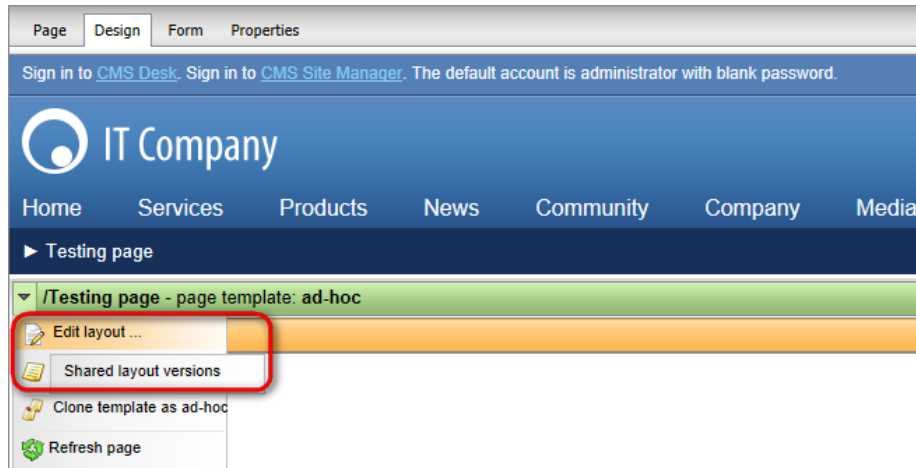 Page Design Form Properties
Sign in to CMS Desk. Sign in to CMS Site Manager. The default account is administrator with blank password.
IT Company
Home Services Products News Community Company Media
► Testing page
/Testing page - page template: ad-hoc
Edit layout ...
Shared layout versions
Clone template as ad-hoc
Refresh page